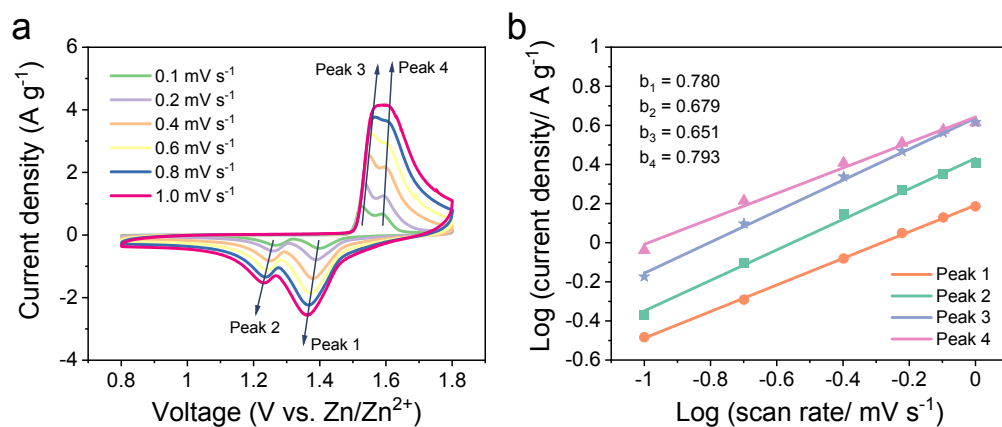 a
Current density (A g⁻¹)
6
4
2
0
-2
-4
0.1 mV s⁻¹
0.2 mV s⁻¹
0.4 mV s⁻¹
0.6 mV s⁻¹
0.8 mV s⁻¹
1.0 mV s⁻¹
Peak 3
Peak 4
Peak 2
Peak 1
0.8
1.0
1.2
1.4
1.6
1.8
Voltage (V vs. Zn/Zn²⁺)
b
Log (current density/ A g⁻¹)
1
0.8
0.6
0.4
0.2
0
-0.2
-0.4
-0.6
b₁ = 0.780
b₂ = 0.679
b₃ = 0.651
b₄ = 0.793
Peak 1
Peak 2
Peak 3
Peak 4
-1
-0.8
-0.6
-0.4
-0.2
0
Log (scan rate/ mV s⁻¹)